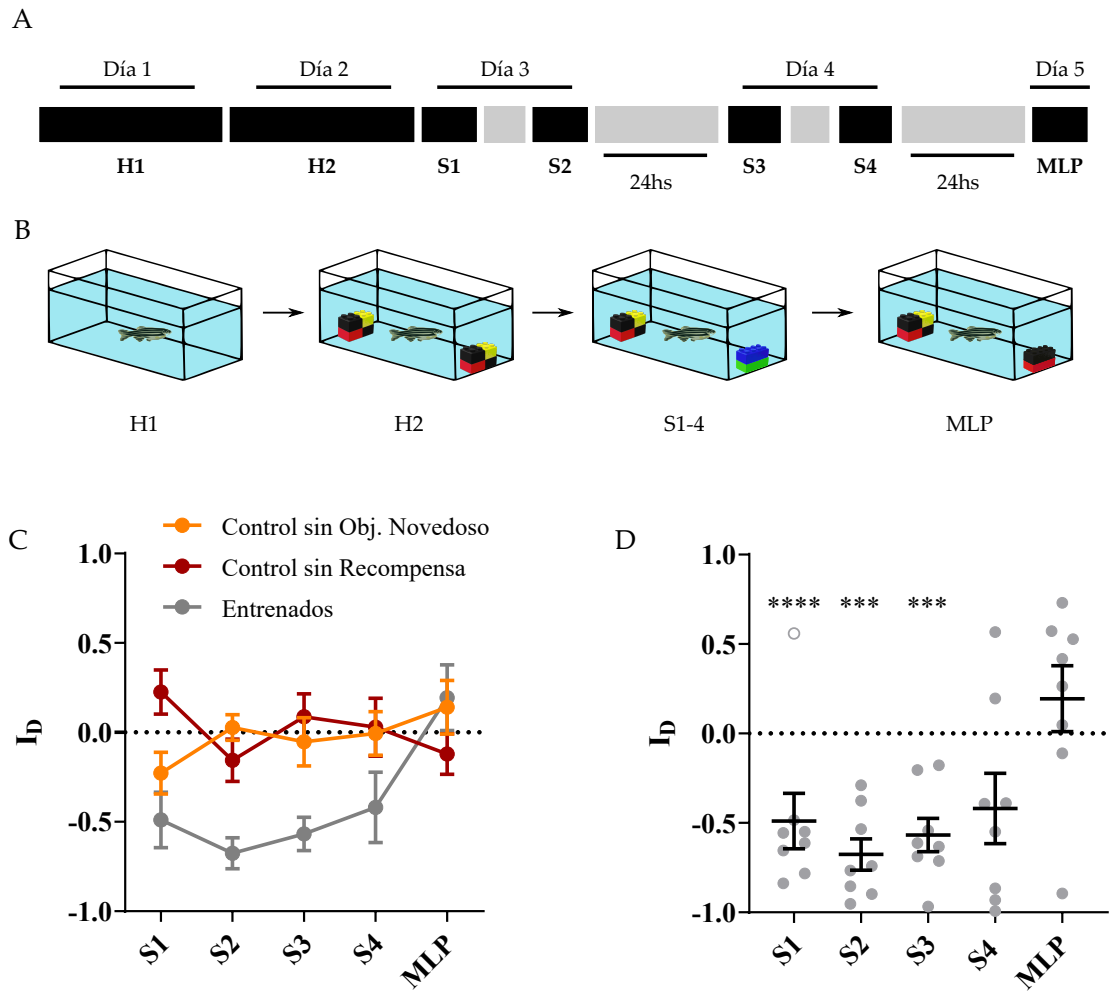 A
Día 1 Día 2 Día 3 Día 4 Día 5
H1 H2 S1 S2 S3 S4 MLP
24hs 24hs
B
H1 H2 S1-4 MLP
C
Control sin Obj. Novedoso
Control sin Recompensa
Entrenados
1.0
0.5
0.0
-0.5
-1.0
I_D
S1 S2 S3 S4 MLP
D
1.0
**** *** ***
0.5
0.0
-0.5
-1.0
I_D
S1 S2 S3 S4 MLP